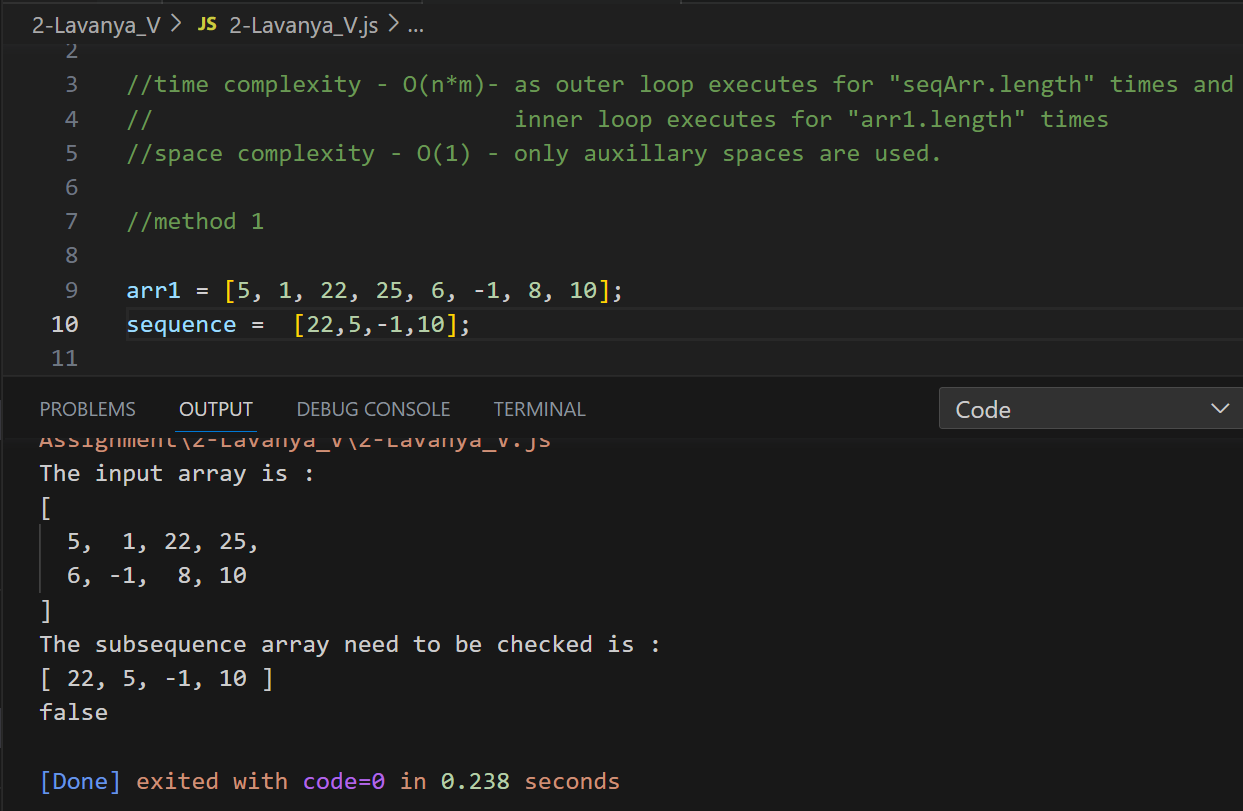 2-Lavanya_V > JS 2-Lavanya_V.js > ...
2
3 //time complexity - O(n*m)- as outer loop executes for "seqArr.length" times and
4 // inner loop executes for "arr1.length" times
5 //space complexity - O(1) - only auxillary spaces are used.
6
7 //method 1
8
9 arr1 = [5, 1, 22, 25, 6, -1, 8, 10];
10 sequence =  [22,5,-1,10];
11
PROBLEMS OUTPUT DEBUG CONSOLE TERMINAL Code
Assignment\2-Lavanya_V\2-Lavanya_V.js
The input array is :
[
5, 1, 22, 25,
6, -1, 8, 10
]
The subsequence array need to be checked is :
[ 22, 5, -1, 10 ]
false
[Done] exited with code=0 in 0.238 seconds